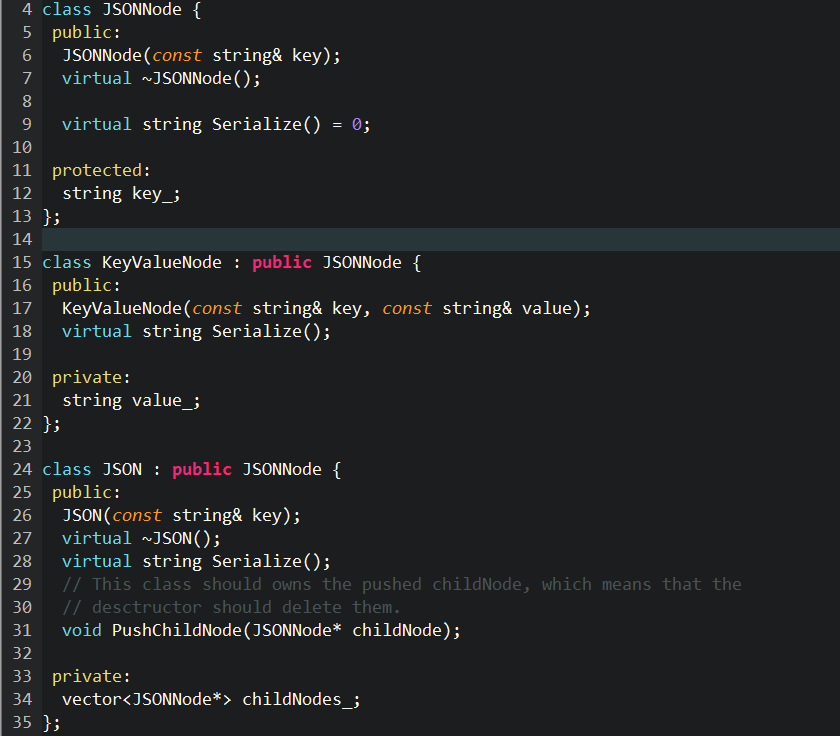 4 class JSONNode {
5  public:
6   JSONNode(const string& key);
7   virtual ~JSONNode();
8
9   virtual string Serialize() = 0;
10
11  protected:
12   string key_;
13 };
14
15 class KeyValueNode : public JSONNode {
16  public:
17   KeyValueNode(const string& key, const string& value);
18   virtual string Serialize();
19
20  private:
21   string value_;
22 };
23
24 class JSON : public JSONNode {
25  public:
26   JSON(const string& key);
27   virtual ~JSON();
28   virtual string Serialize();
29   // This class should owns the pushed childNode, which means that the
30   // desctructor should delete them.
31   void PushChildNode(JSONNode* childNode);
32
33  private:
34   vector<JSONNode*> childNodes_;
35 };